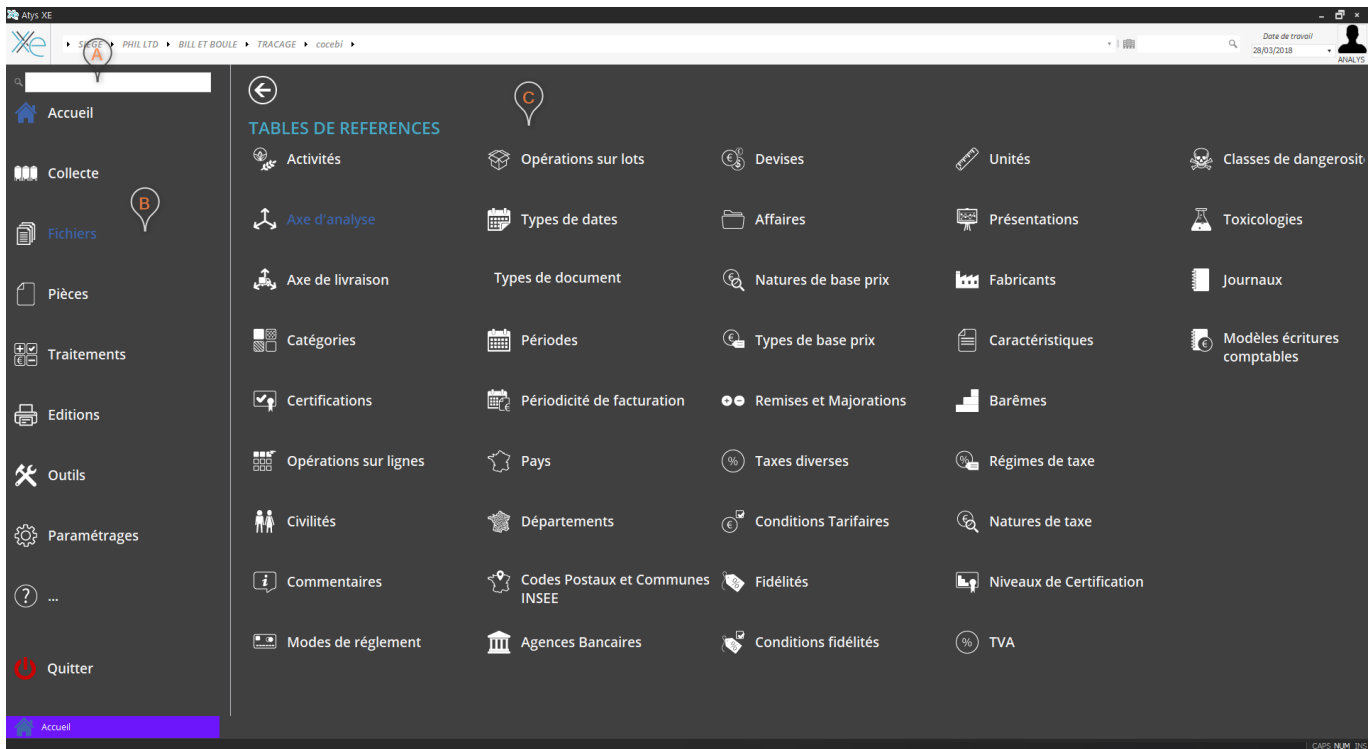 Atys XE
Xe
SIEGE PHIL LTD BILL ET BOULE TRACAGE cocebi
Date de travail
28/03/2018
ANALYS
A
Accueil
Collecte
B
Fichiers
Pièces
Traitements
Editions
Outils
Paramétrages
...
Quitter
Accueil
C
TABLES DE REFERENCES
Activités
Opérations sur lots
Devises
Unités
Classes de dangerosit
Axe d'analyse
Types de dates
Affaires
Présentations
Toxicologies
Axe de livraison
Types de document
Natures de base prix
Fabricants
Journaux
Catégories
Périodes
Types de base prix
Caractéristiques
Modèles écritures
comptables
Certifications
Périodicité de facturation
Remises et Majorations
Barêmes
Opérations sur lignes
Pays
Taxes diverses
Régimes de taxe
Civilités
Départements
Conditions Tarifaires
Natures de taxe
Commentaires
Codes Postaux et Communes
INSEE
Fidélités
Niveaux de Certification
Modes de réglement
Agences Bancaires
Conditions fidélités
TVA
CAPS NUM INS